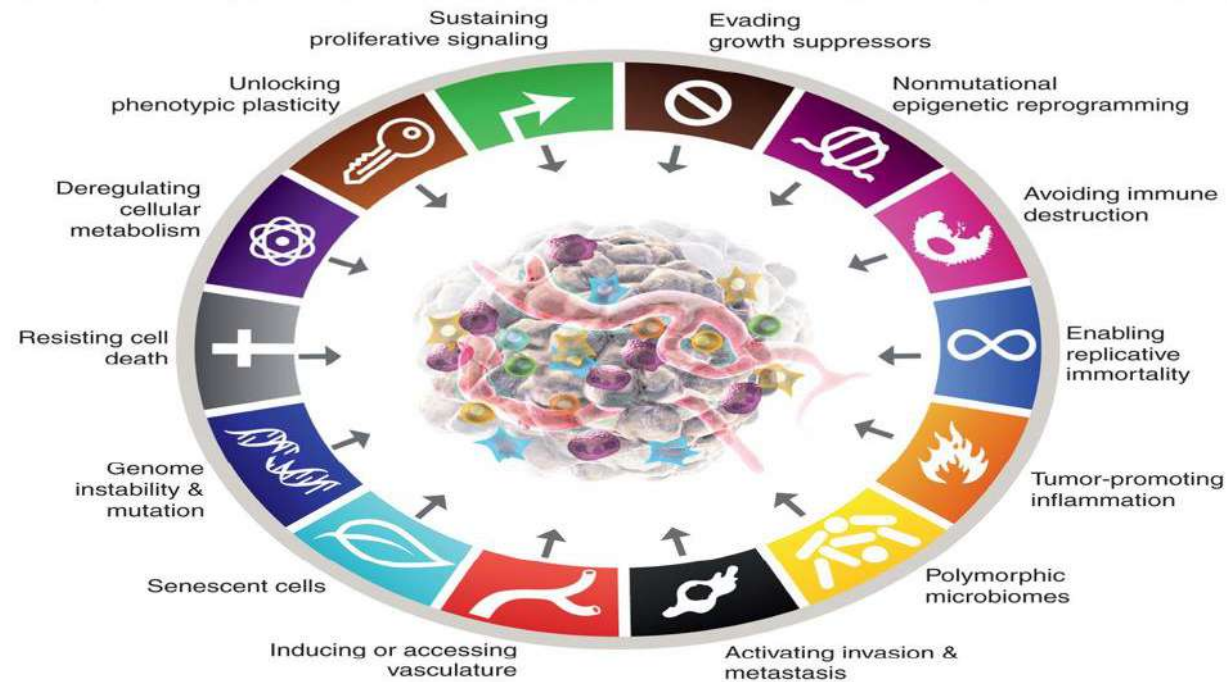 Sustaining
proliferative signaling
Evading
growth suppressors
Nonmutational
epigenetic reprogramming
Avoiding immune
destruction
Enabling
replicative
immortality
Tumor-promoting
inflammation
Polymorphic
microbiomes
Activating invasion &
metastasis
Inducing or accessing
vasculature
Senescent cells
Genome
instability &
mutation
Resisting cell
death
Deregulating
cellular
metabolism
Unlocking
phenotypic plasticity